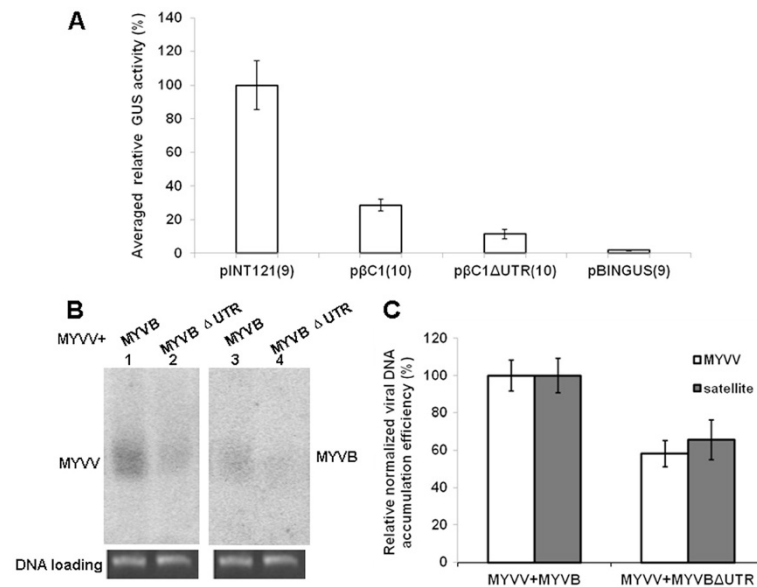 A
Averaged relative GUS activity (%)
140
120
100
80
60
40
20
0
pINT121(9)
pβC1(10)
pβC1ΔUTR(10)
pBINGUS(9)
B
MYVV+
MYVB
MYVB Δ UTR
MYVB
MYVB Δ UTR
1
2
3
4
MYVV
MYVB
DNA loading
C
Relative normalized viral DNA
accumulation efficiency (%)
120
100
80
60
40
20
0
MYVV
satellite
MYVV+MYVB
MYVV+MYVBΔUTR